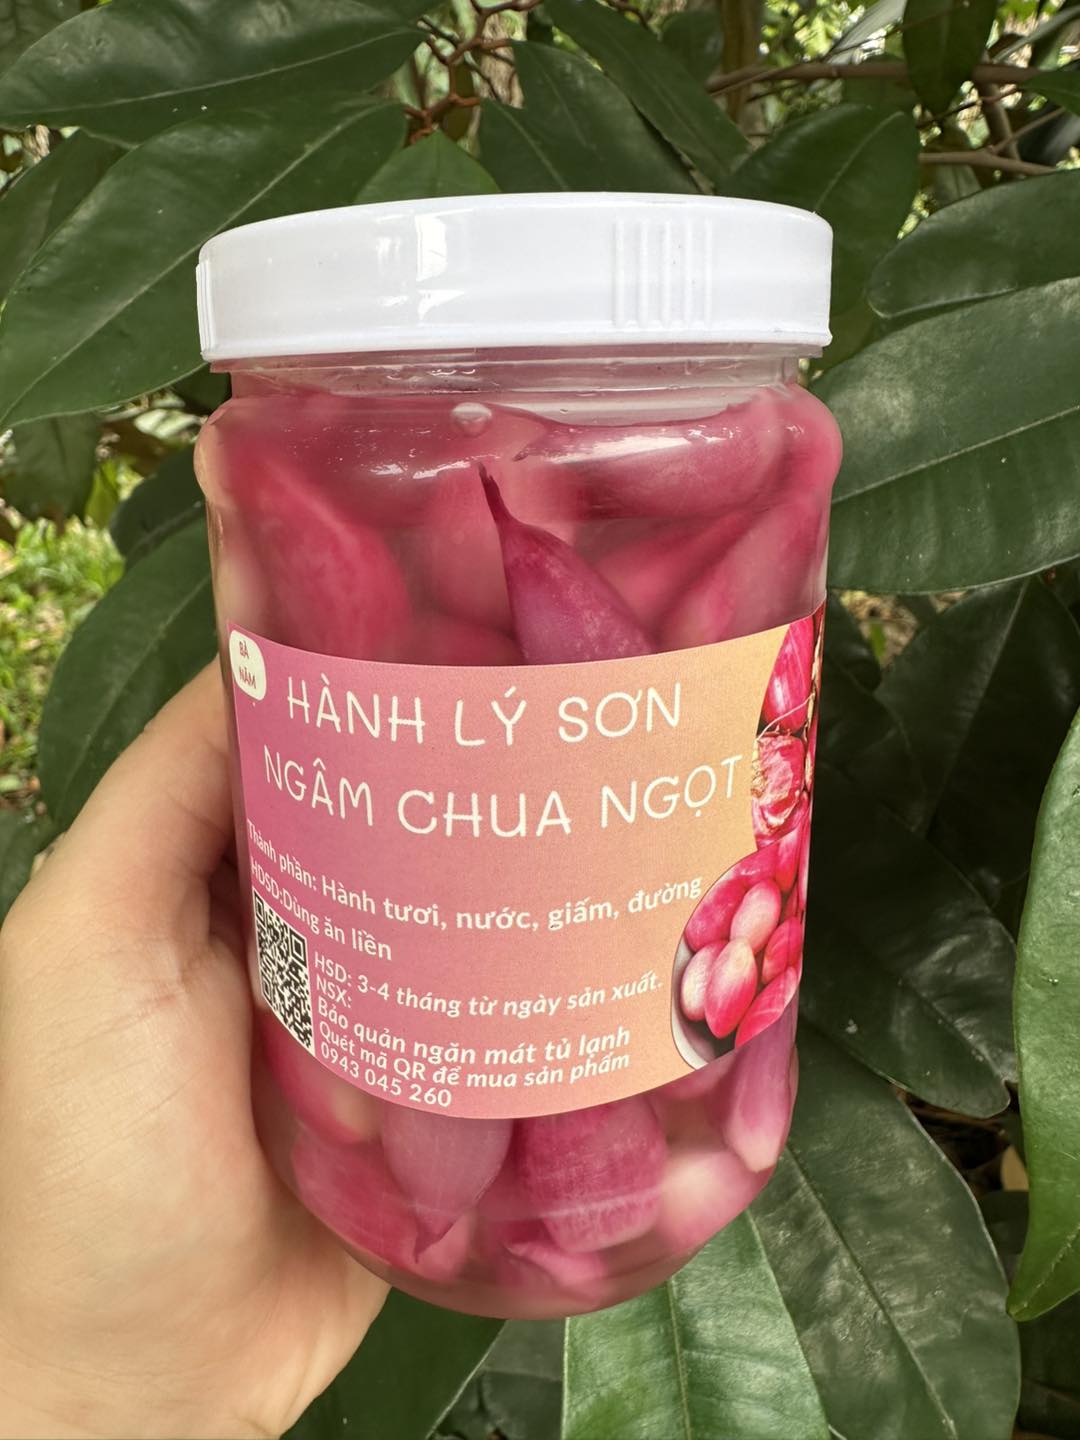 BÀ
NĂM
HÀNH LÝ SƠN
NGÂM CHUA NGỌT
Thành phần: Hành tươi, nước, giấm, đường
HDSD:Dùng ăn liền
HSD: 3-4 tháng từ ngày sản xuất.
NSX:
Bảo quản ngăn mát tủ lạnh
Quét mã QR để mua sản phẩm
0943 045 260